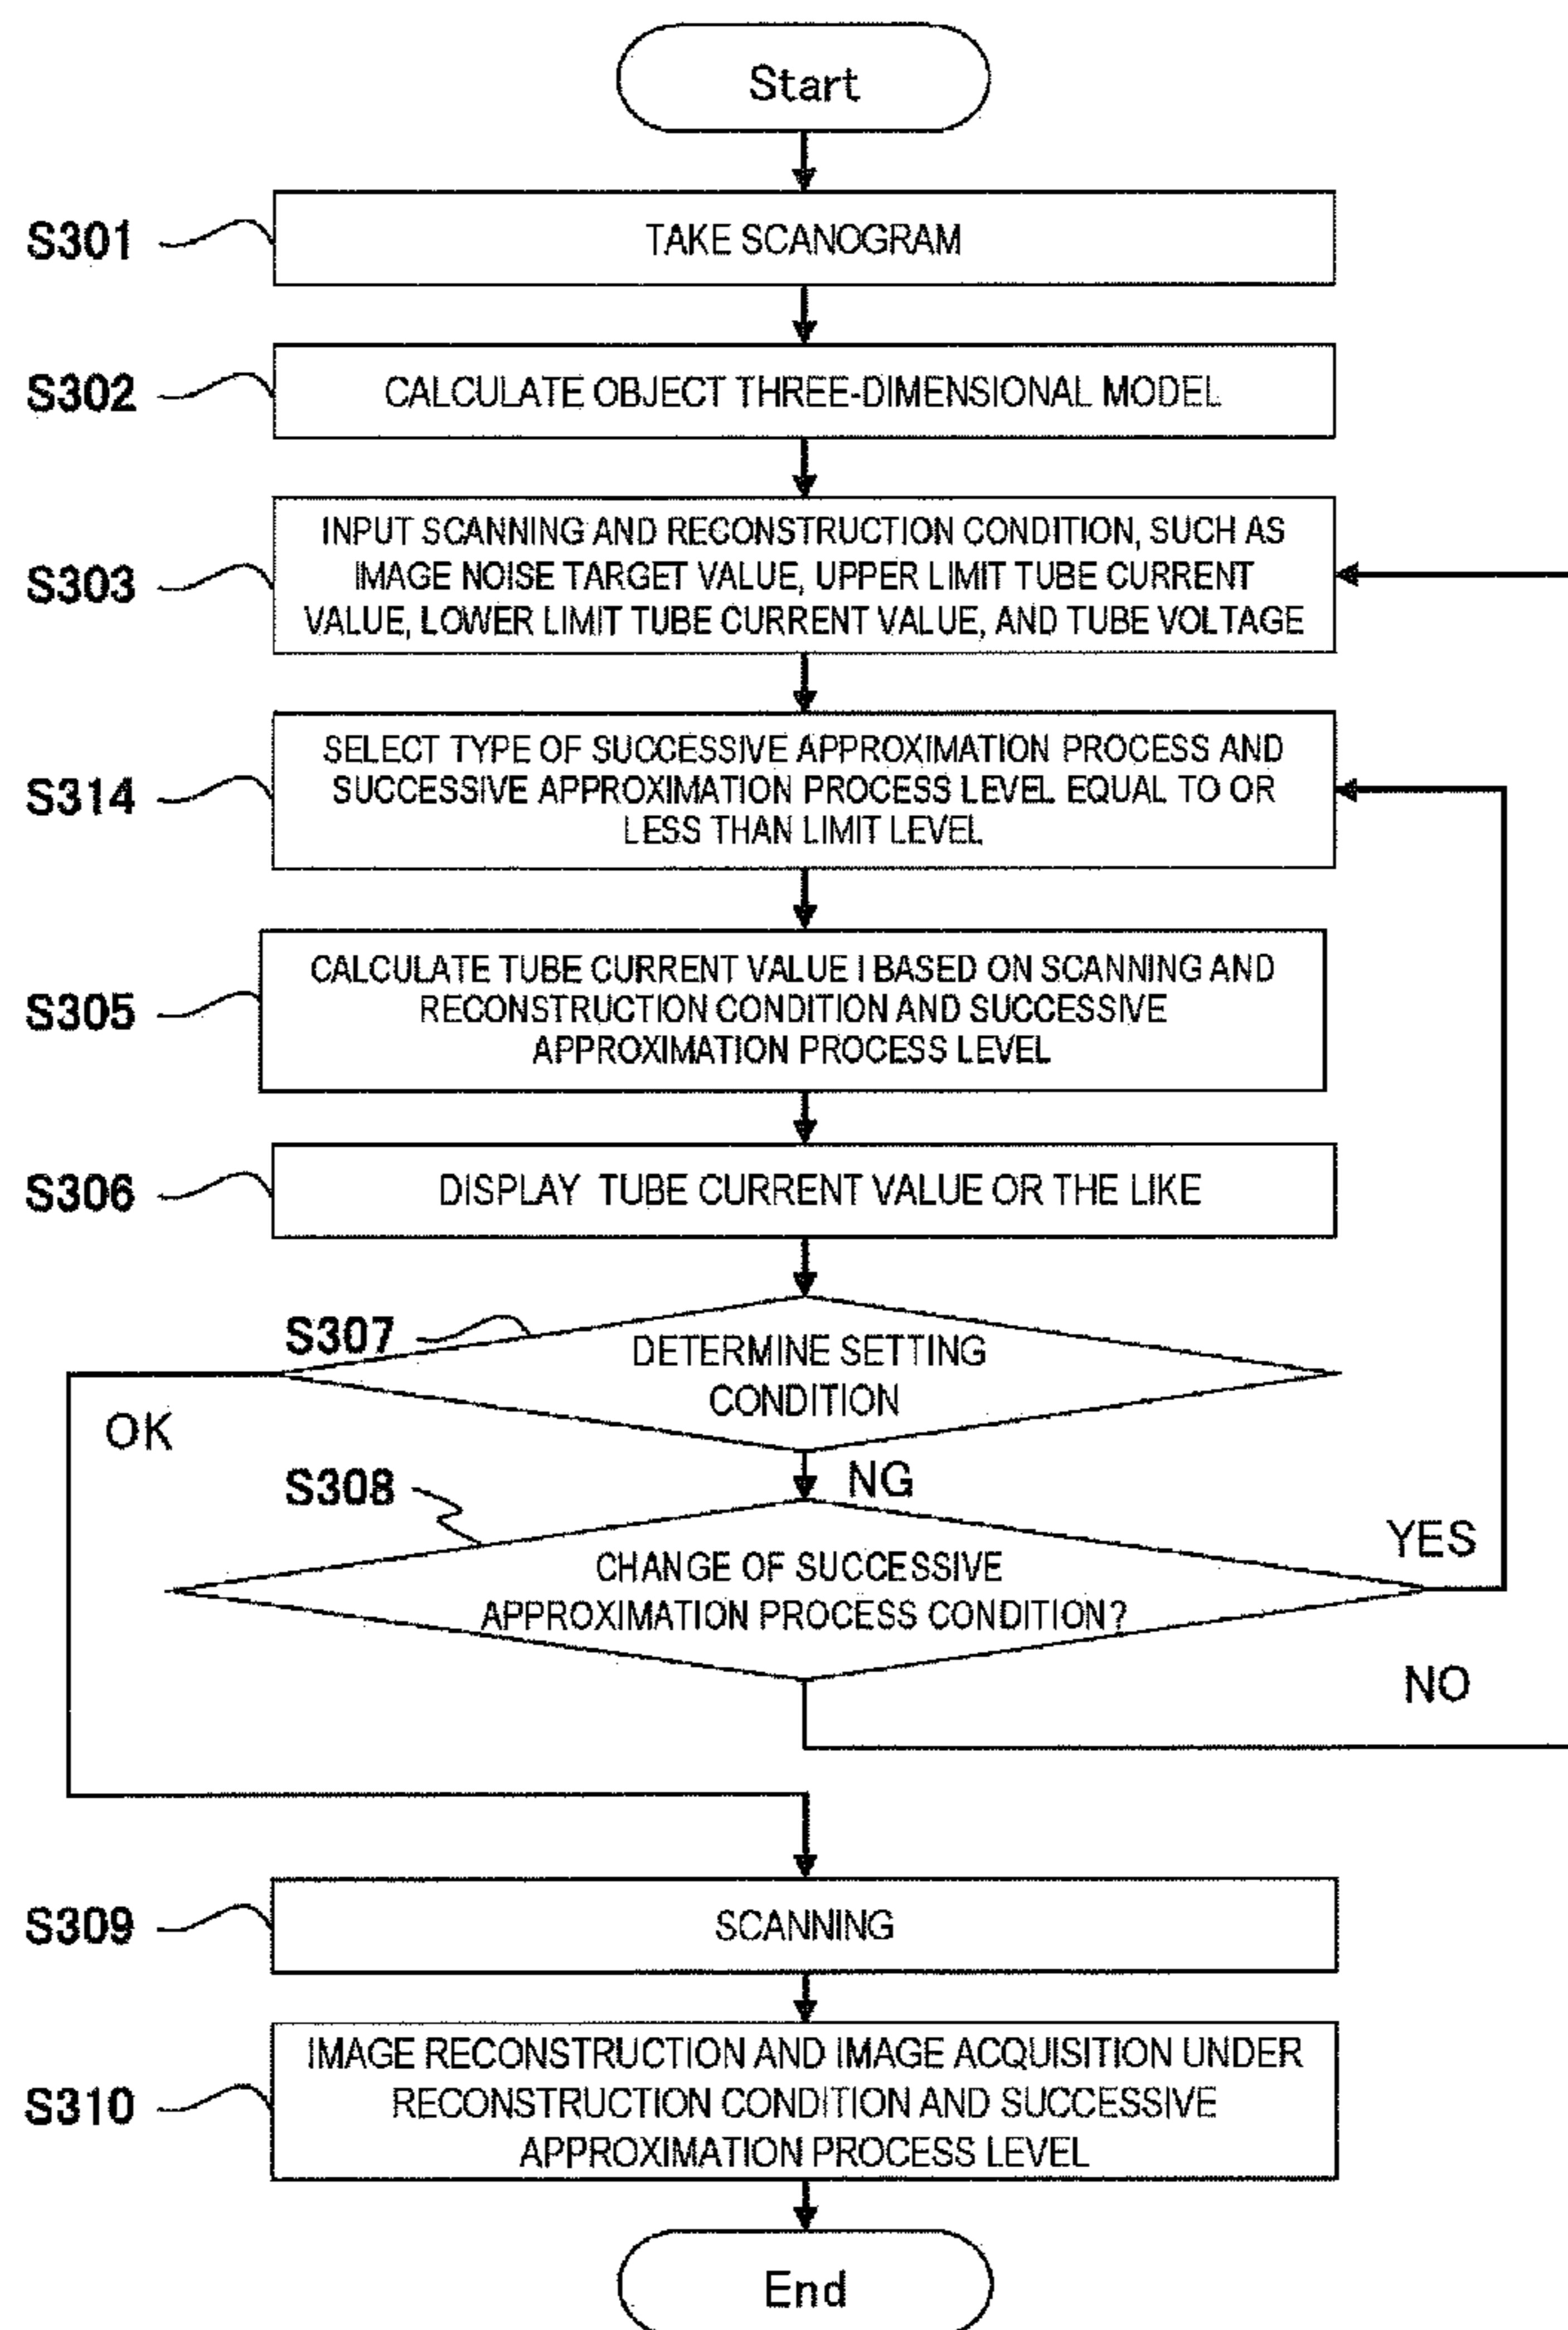 Start
S301
TAKE SCANOGRAM
S302
CALCULATE OBJECT THREE-DIMENSIONAL MODEL
S303
INPUT SCANNING AND RECONSTRUCTION CONDITION, SUCH AS
IMAGE NOISE TARGET VALUE, UPPER LIMIT TUBE CURRENT
VALUE, LOWER LIMIT TUBE CURRENT VALUE, AND TUBE VOLTAGE
S314
SELECT TYPE OF SUCCESSIVE APPROXIMATION PROCESS AND
SUCCESSIVE APPROXIMATION PROCESS LEVEL EQUAL TO OR
LESS THAN LIMIT LEVEL
S305
CALCULATE TUBE CURRENT VALUE I BASED ON SCANNING AND
RECONSTRUCTION CONDITION AND SUCCESSIVE
APPROXIMATION PROCESS LEVEL
S306
DISPLAY TUBE CURRENT VALUE OR THE LIKE
S307
DETERMINE SETTING
CONDITION
OK
NG
S308
CHANGE OF SUCCESSIVE
APPROXIMATION PROCESS CONDITION?
YES
NO
S309
SCANNING
S310
IMAGE RECONSTRUCTION AND IMAGE ACQUISITION UNDER
RECONSTRUCTION CONDITION AND SUCCESSIVE
APPROXIMATION PROCESS LEVEL
End